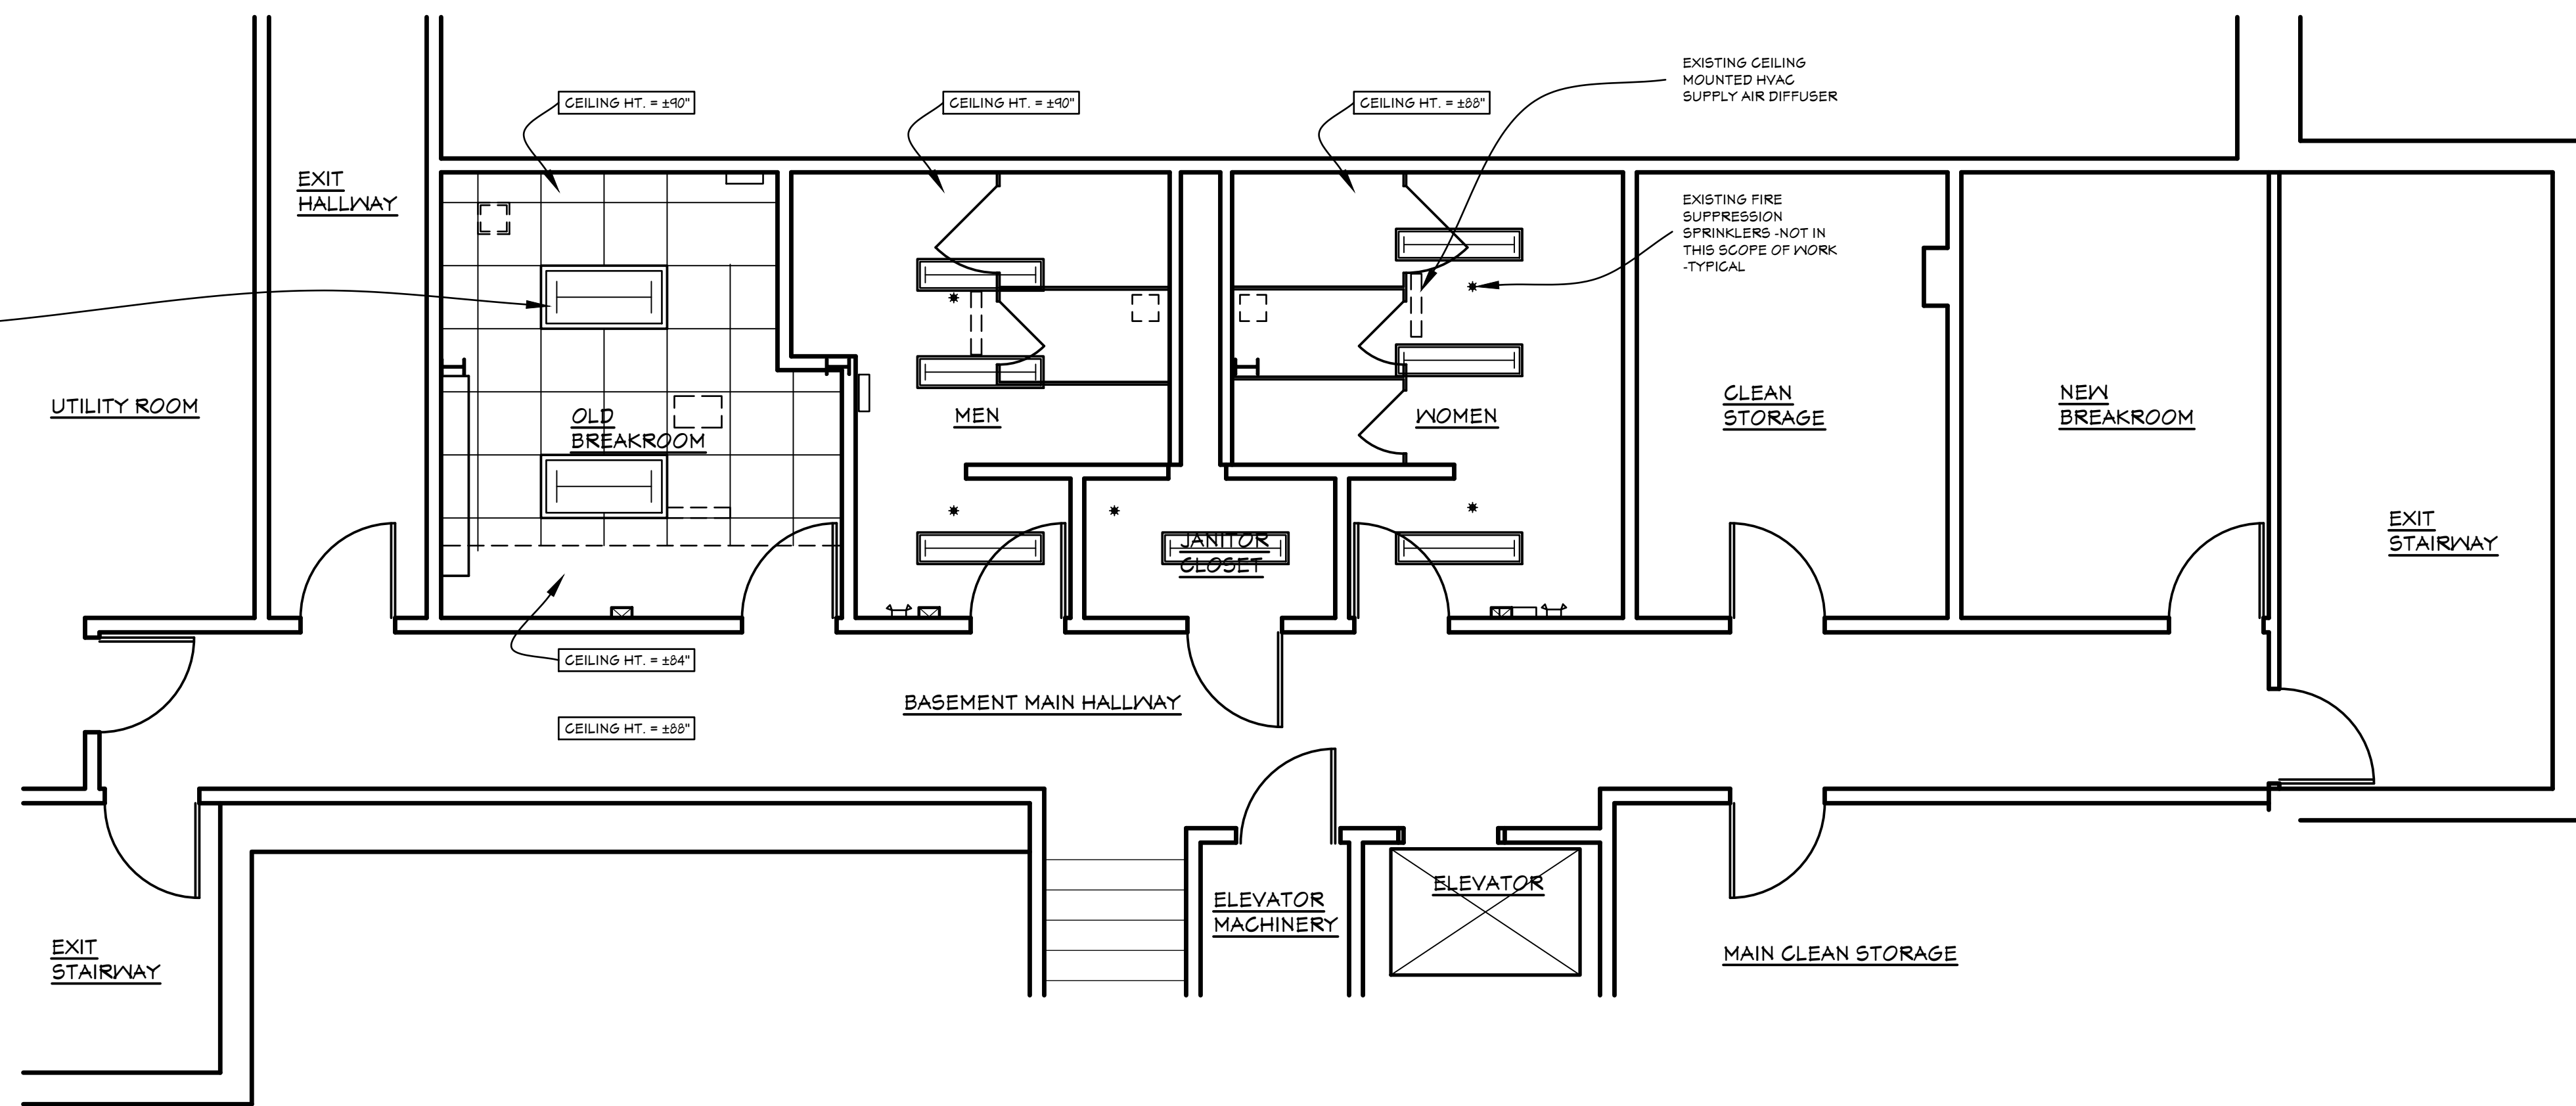 EXISTING CEILING
MOUNTED HVAC
SUPPLY AIR DIFFUSER
CEILING HT. = ±90"
CEILING HT. = ±90"
CEILING HT. = ±88"
EXIT
HALLWAY
EXISTING FIRE
SUPPRESSION
SPRINKLERS -NOT IN
THIS SCOPE OF WORK
-TYPICAL
UTILITY ROOM
OLD
BREAKROOM
MEN
WOMEN
CLEAN
STORAGE
NEW
BREAKROOM
EXIT
STAIRWAY
JANITOR
CLOSET
CEILING HT. = ±84"
BASEMENT MAIN HALLWAY
CEILING HT. = ±88"
ELEVATOR
MACHINERY
ELEVATOR
EXIT
STAIRWAY
MAIN CLEAN STORAGE